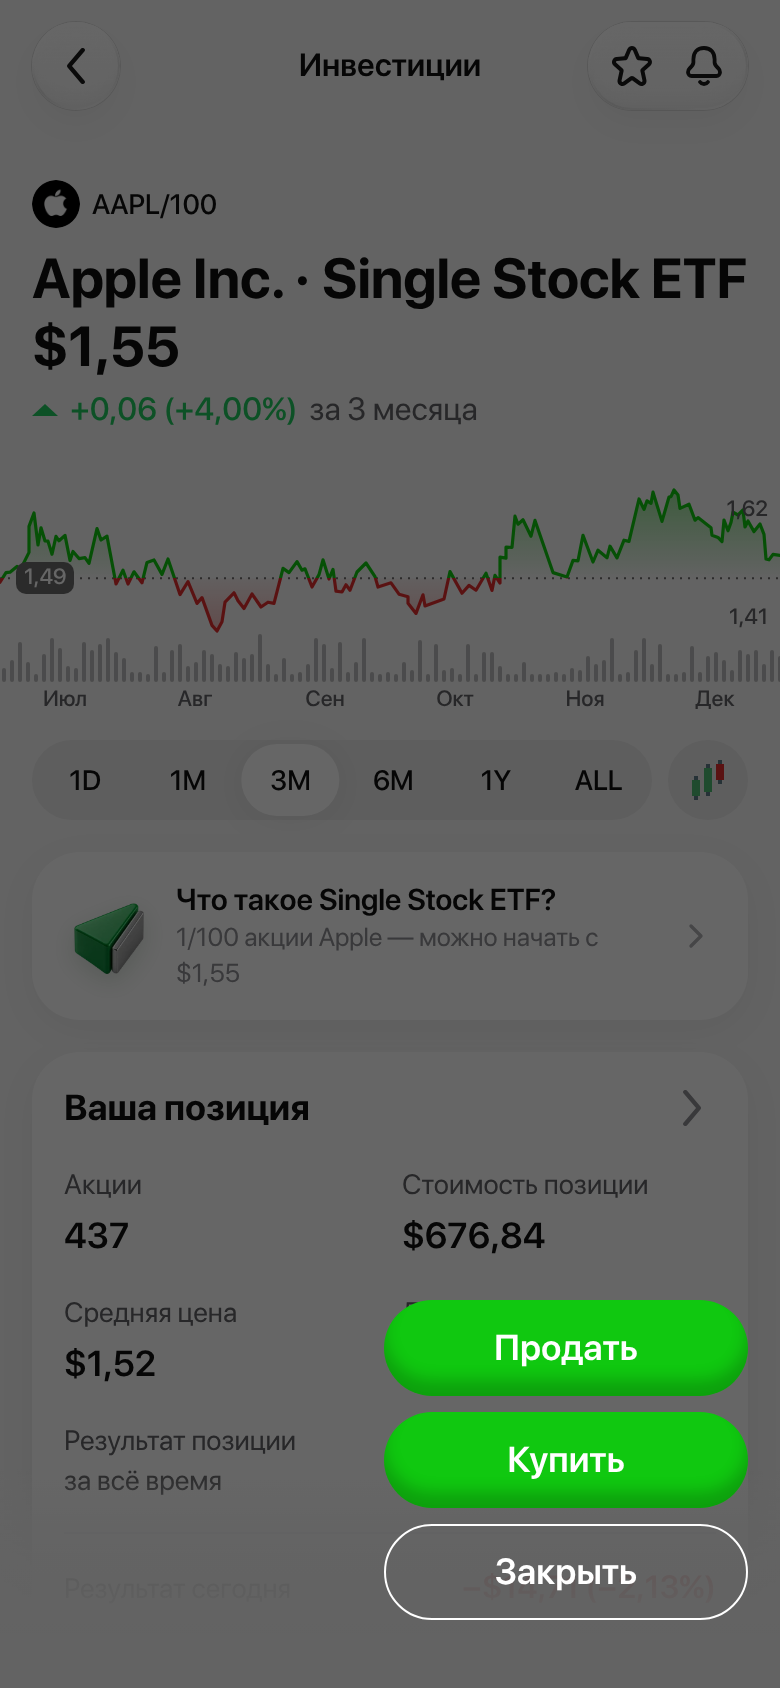 Инвестиции
AAPL/100
Apple Inc. · Single Stock ETF
$1,55
+0,06 (+4,00%) за 3 месяца
1,62
1,49
1,41
Июл Авг Сен Окт Ноя Дек
1D 1M 3M 6M 1Y ALL
Что такое Single Stock ETF?
1/100 акции Apple — можно начать с
$1,55
Ваша позиция
Акции Стоимость позиции
437 $676,84
Средняя цена
$1,52
Продать
Результат позиции
за всё время
Купить
Результат сегодня
Закрыть